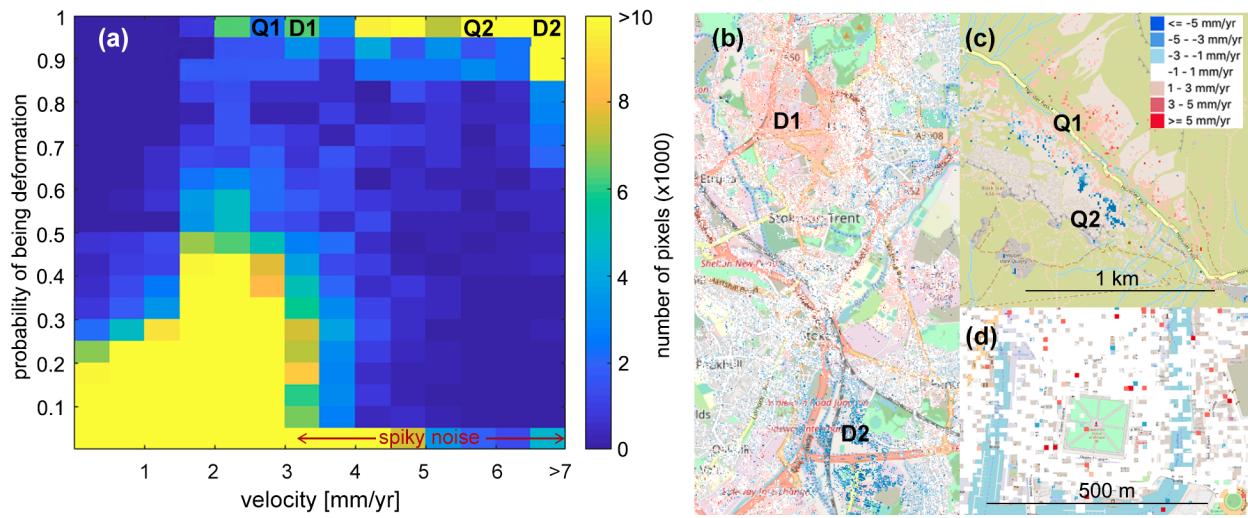 (a)
Q1 D1 Q2 D2
>10
8
6
4
2
0
number of pixels (x1000)
1
0.9
0.8
0.7
0.6
0.5
0.4
0.3
0.2
0.1
probability of being deformation
spiky noise
1 2 3 4 5 6 >7
velocity [mm/yr]
(b)
D1
Etruria
D2
(c)
<= -5 mm/yr
-5 - -3 mm/yr
-3 - -1 mm/yr
-1 - 1 mm/yr
1 - 3 mm/yr
3 - 5 mm/yr
>= 5 mm/yr
Q1
Q2
1 km
(d)
500 m